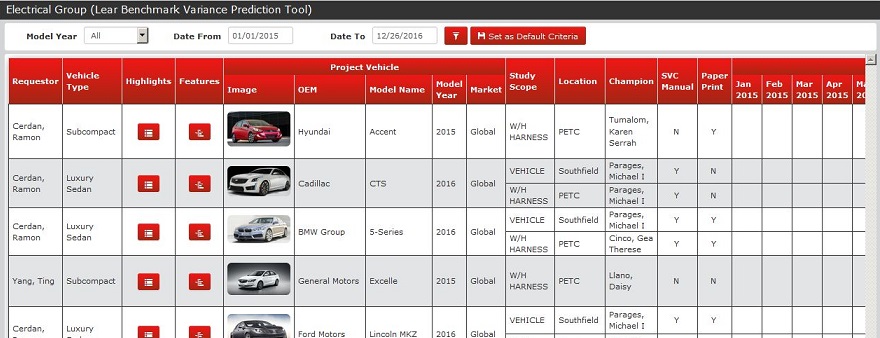 Electrical Group (Lear Benchmark Variance Prediction Tool)
Model Year All Date From 01/01/2015 Date To 12/26/2016 Set as Default Criteria
Requestor Vehicle Type Highlights Features Project Vehicle Study Scope Location Champion SVC Manual Paper Print
Image OEM Model Name Model Year Market Jan 2015 Feb 2015 Mar 2015 Apr 2015
Cerdan, Ramon Subcompact Hyundai Accent 2015 Global W/H HARNESS PETC Tumalom, Karen Serrah N Y
Cerdan, Ramon Luxury Sedan Cadillac CTS 2016 Global VEHICLE Southfield Parages, Michael I Y N
W/H HARNESS PETC Parages, Michael I Y N
Cerdan, Ramon Luxury Sedan BMW Group 5-Series 2016 Global VEHICLE Southfield Parages, Michael I Y Y
W/H HARNESS PETC Cinco, Gea Therese Y Y
Yang, Ting Subcompact General Motors Excelle 2015 Global W/H HARNESS PETC Llano, Daisy N N
Cerdan, Luxury Ford Motors Lincoln MKZ 2016 Global VEHICLE Southfield Parages, Michael I Y Y